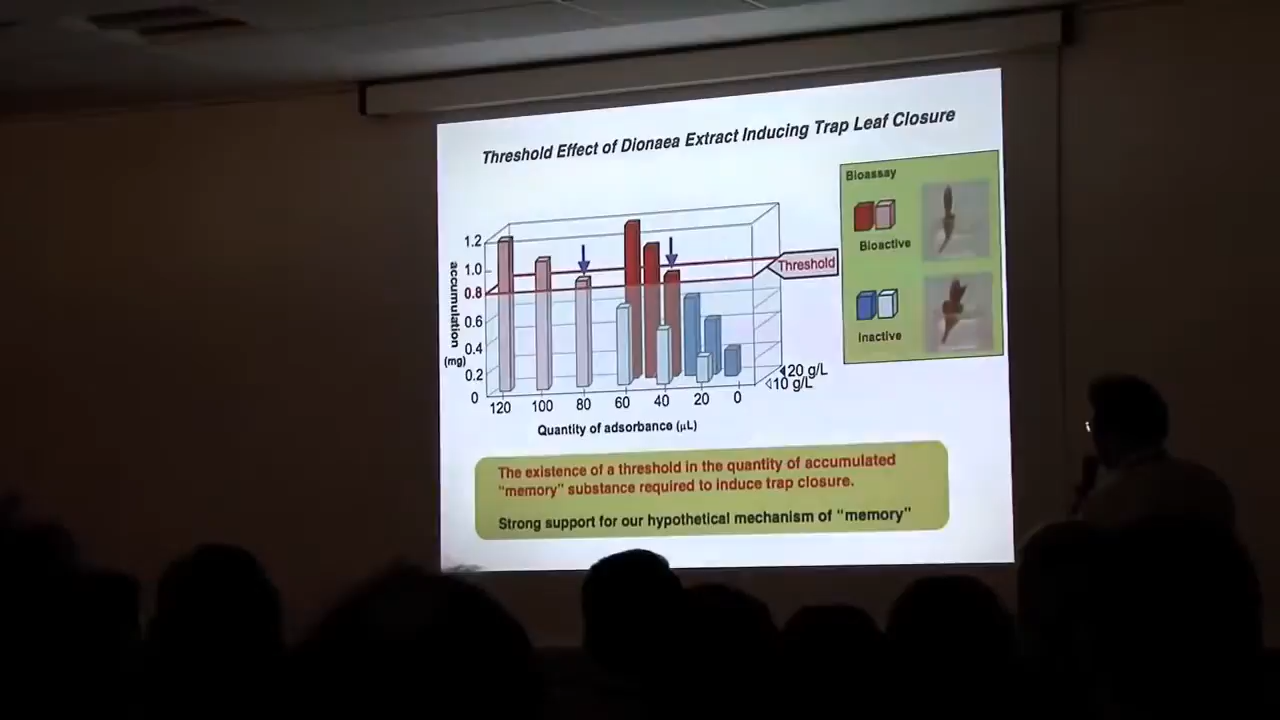 Threshold Effect of Dionaea Extract Inducing Trap Leaf Closure
Bioassay
Bioactive
Inactive
Threshold
accumulation
(mg)
1.2
1.0
0.8
0.6
0.4
0.2
0
120 100 80 60 40 20 0
20 g/L
10 g/L
Quantity of adsorbance (μL)
The existence of a threshold in the quantity of accumulated
“memory” substance required to induce trap closure.
Strong support for our hypothetical mechanism of “memory”